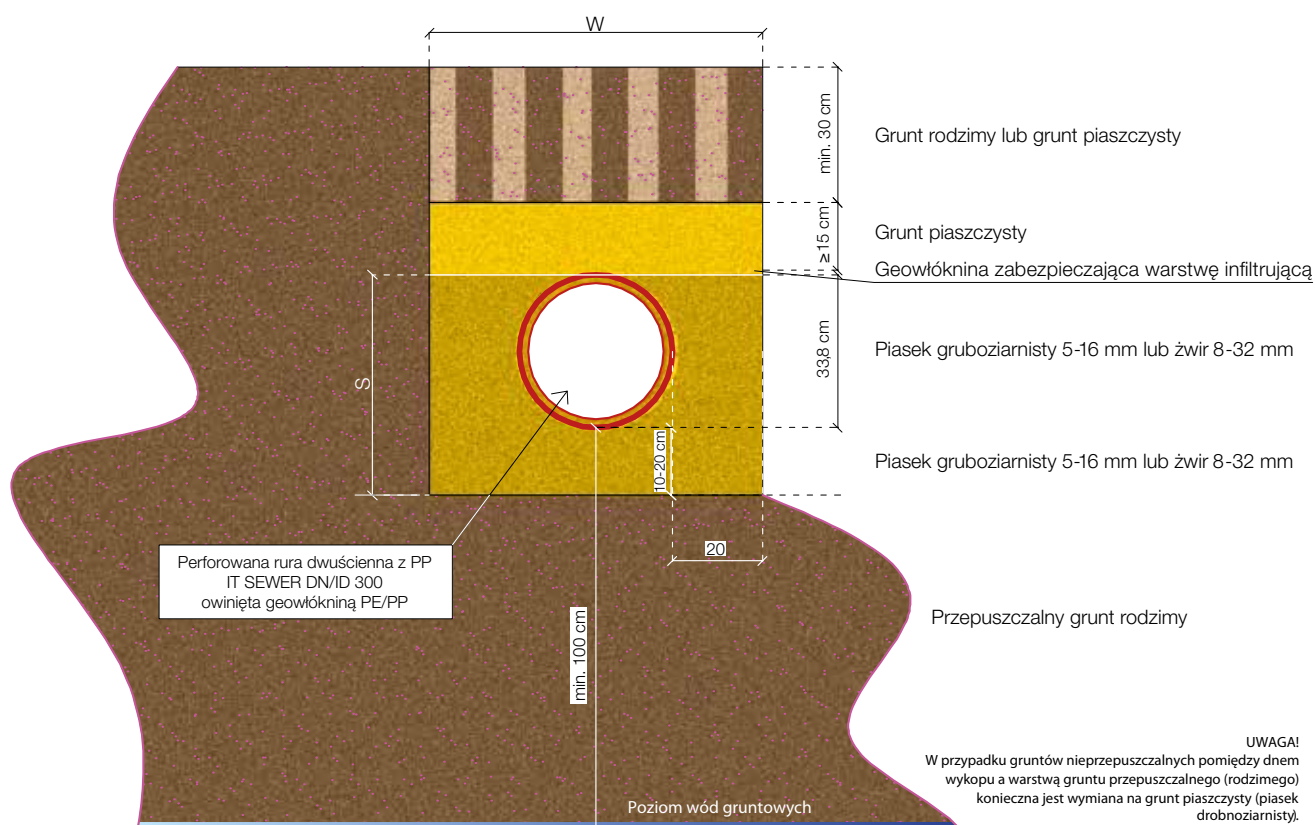 W
min. 30 cm
Grunt rodzimy lub grunt piaszczysty
≥15 cm
Grunt piaszczysty
Geowłóknina zabezpieczająca warstwę infiltrującą
33,8 cm
Piasek gruboziarnisty 5-16 mm lub żwir 8-32 mm
S
10-20 cm
Piasek gruboziarnisty 5-16 mm lub żwir 8-32 mm
20
Perforowana rura dwuścienna z PP
IT SEWER DN/ID 300
owinięta geowłókniną PE/PP
min. 100 cm
Przepuszczalny grunt rodzimy
UWAGA!
W przypadku gruntów nieprzepuszczalnych pomiędzy dnem
wykopu a warstwą gruntu przepuszczalnego (rodzimego)
konieczna jest wymiana na grunt piaszczysty (piasek
drobnoziarnisty).
Poziom wód gruntowych